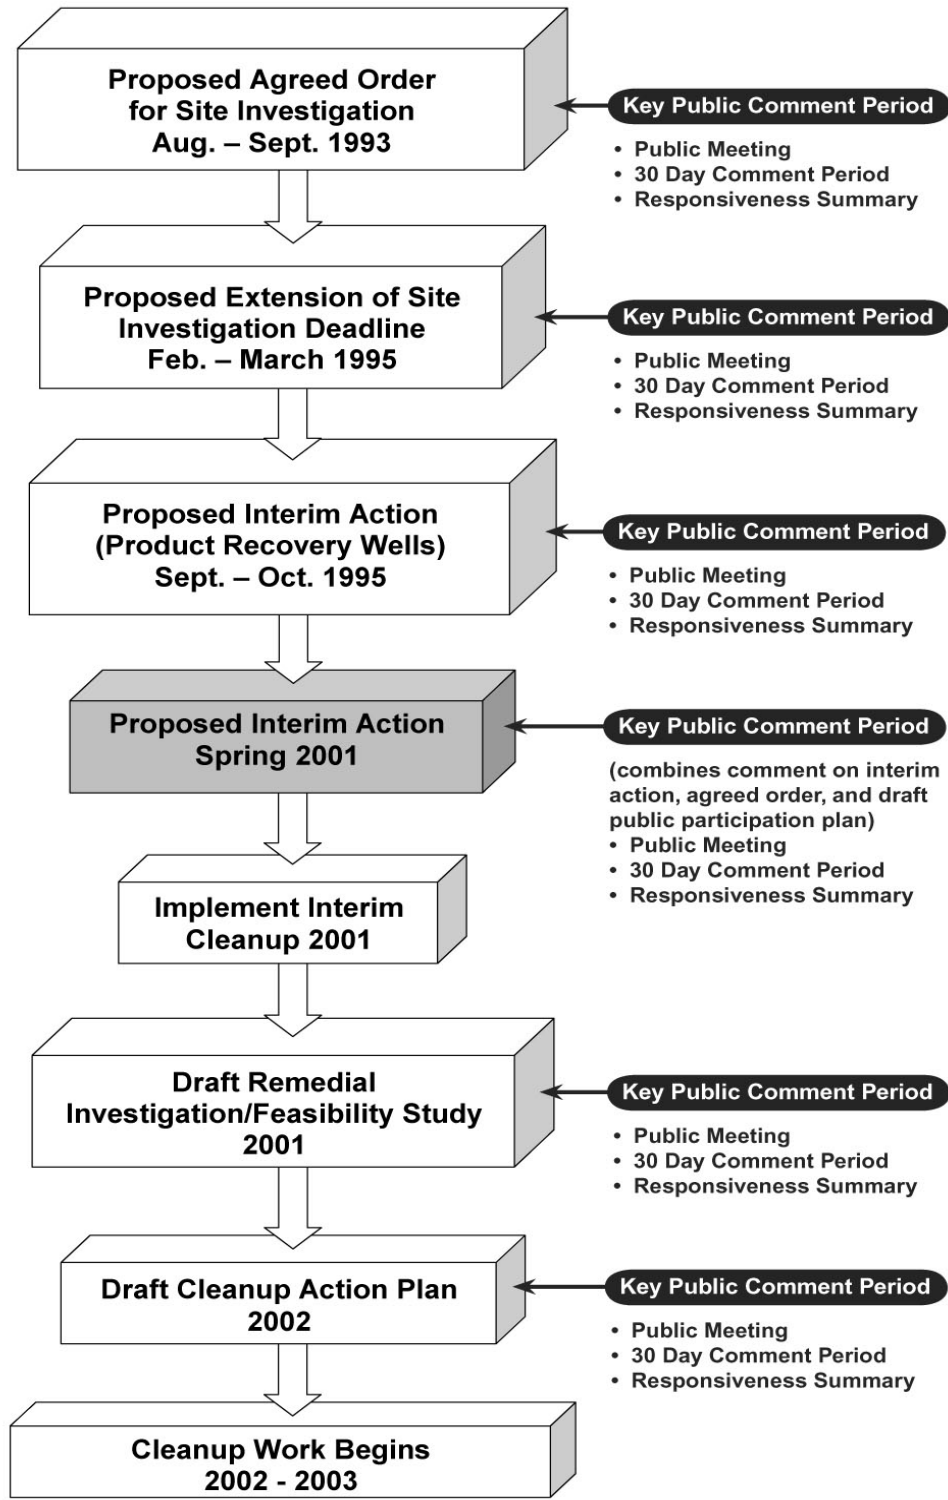 Proposed Agreed Order
for Site Investigation
Aug. – Sept. 1993
Key Public Comment Period
• Public Meeting
• 30 Day Comment Period
• Responsiveness Summary
Proposed Extension of Site
Investigation Deadline
Feb. – March 1995
Key Public Comment Period
• Public Meeting
• 30 Day Comment Period
• Responsiveness Summary
Proposed Interim Action
(Product Recovery Wells)
Sept. – Oct. 1995
Key Public Comment Period
• Public Meeting
• 30 Day Comment Period
• Responsiveness Summary
Proposed Interim Action
Spring 2001
Key Public Comment Period
(combines comment on interim
action, agreed order, and draft
public participation plan)
• Public Meeting
• 30 Day Comment Period
• Responsiveness Summary
Implement Interim
Cleanup 2001
Draft Remedial
Investigation/Feasibility Study
2001
Key Public Comment Period
• Public Meeting
• 30 Day Comment Period
• Responsiveness Summary
Draft Cleanup Action Plan
2002
Key Public Comment Period
• Public Meeting
• 30 Day Comment Period
• Responsiveness Summary
Cleanup Work Begins
2002 - 2003